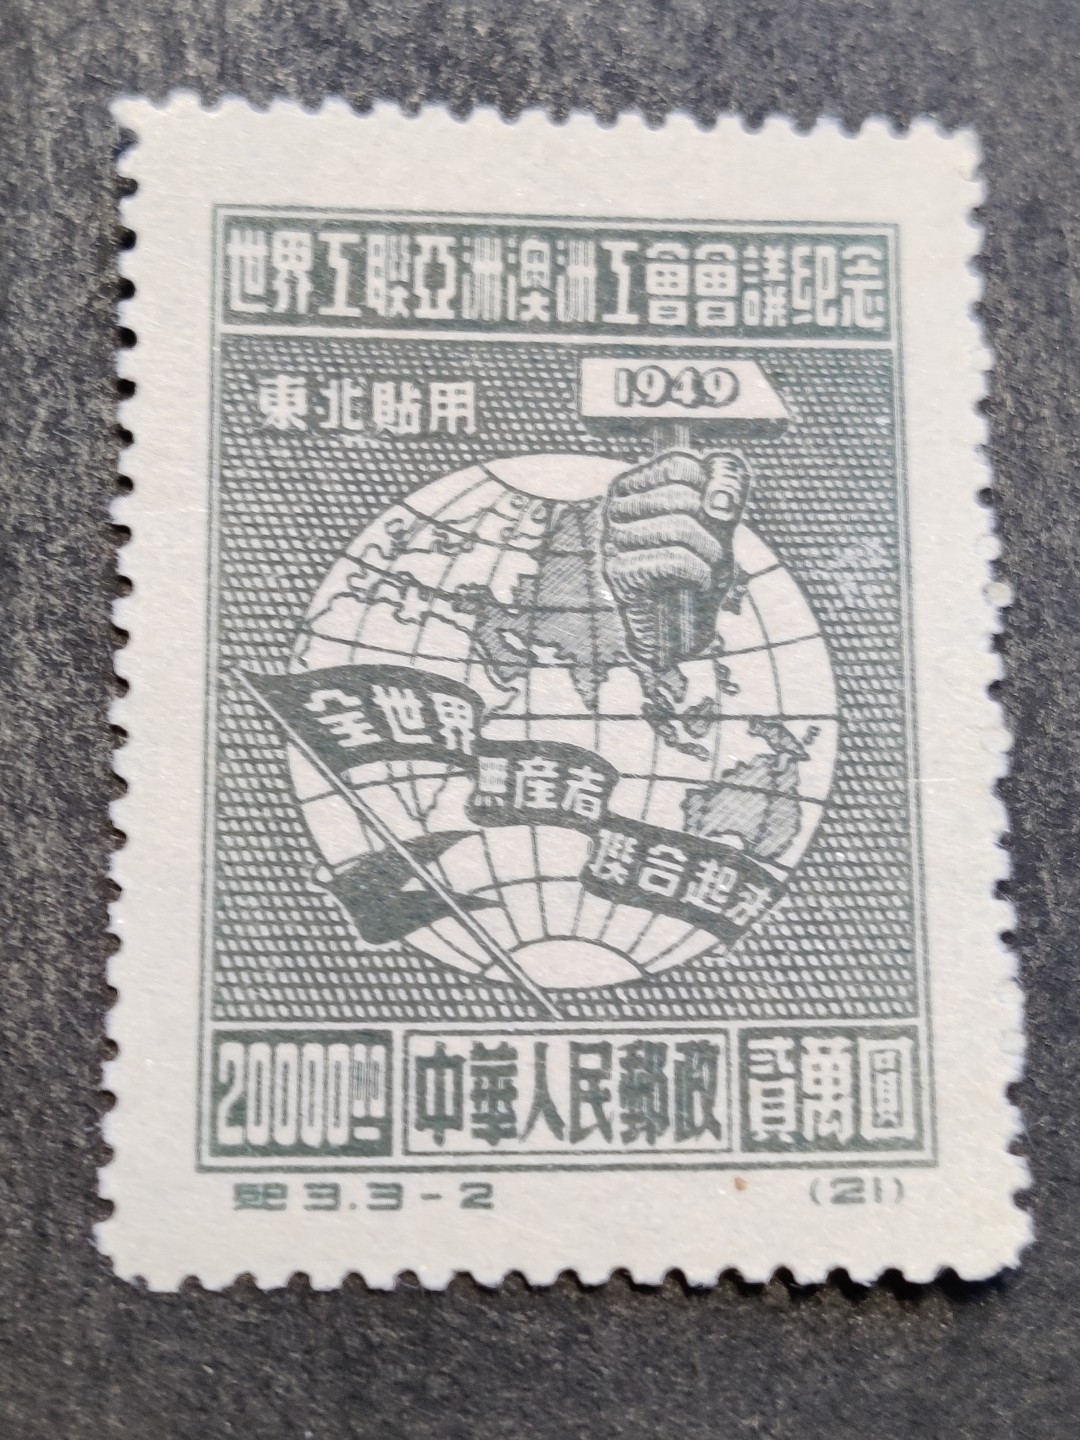 世界工聯亞洲澳洲工會會議紀念
東北貼用
1949
全世界
無産者
聯合起來
20000圓
中華人民郵政
貳萬圓
紀3.3-2
(21)